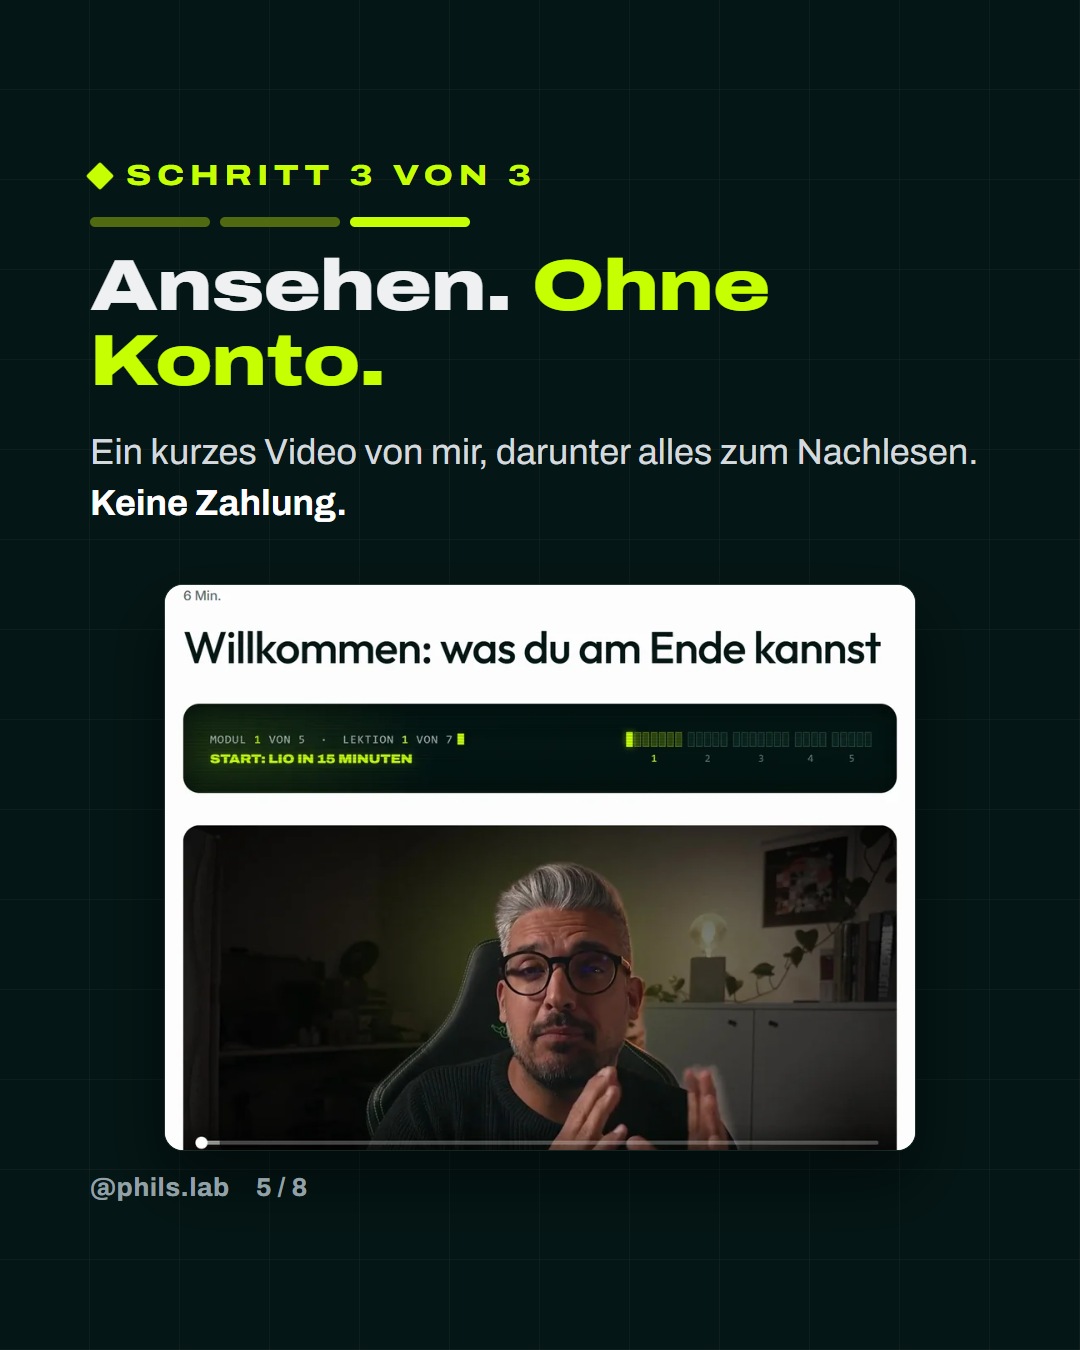 SCHRITT 3 VON 3
Ansehen. Ohne
Konto.
Ein kurzes Video von mir, darunter alles zum Nachlesen.
Keine Zahlung.
6 Min.
Willkommen: was du am Ende kannst
MODUL 1 VON 5 · LEKTION 1 VON 7
START: LIO IN 15 MINUTEN
1 2 3 4 5
@phils.lab 5 / 8